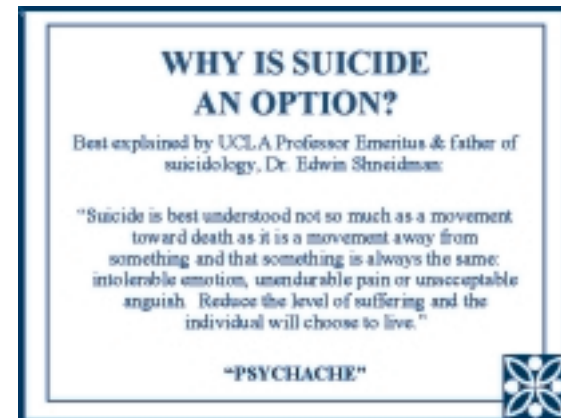 WHY IS SUICIDE
AN OPTION?
Best explained by UCLA Professor Emeritus & father of
suicidology, Dr. Edwin Shneidman:
"Suicide is best understood not so much as a movement
toward death as it is a movement away from
something and that something is always the same:
intolerable emotion, unendurable pain or unacceptable
anguish. Reduce the level of suffering and the
individual will choose to live."
"PSYCHACHE"